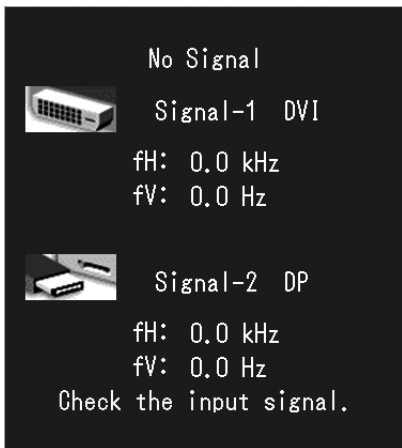 No Signal
Signal-1 DVI
fH: 0.0 kHz
fV: 0.0 Hz
Signal-2 DP
fH: 0.0 kHz
fV: 0.0 Hz
Check the input signal.